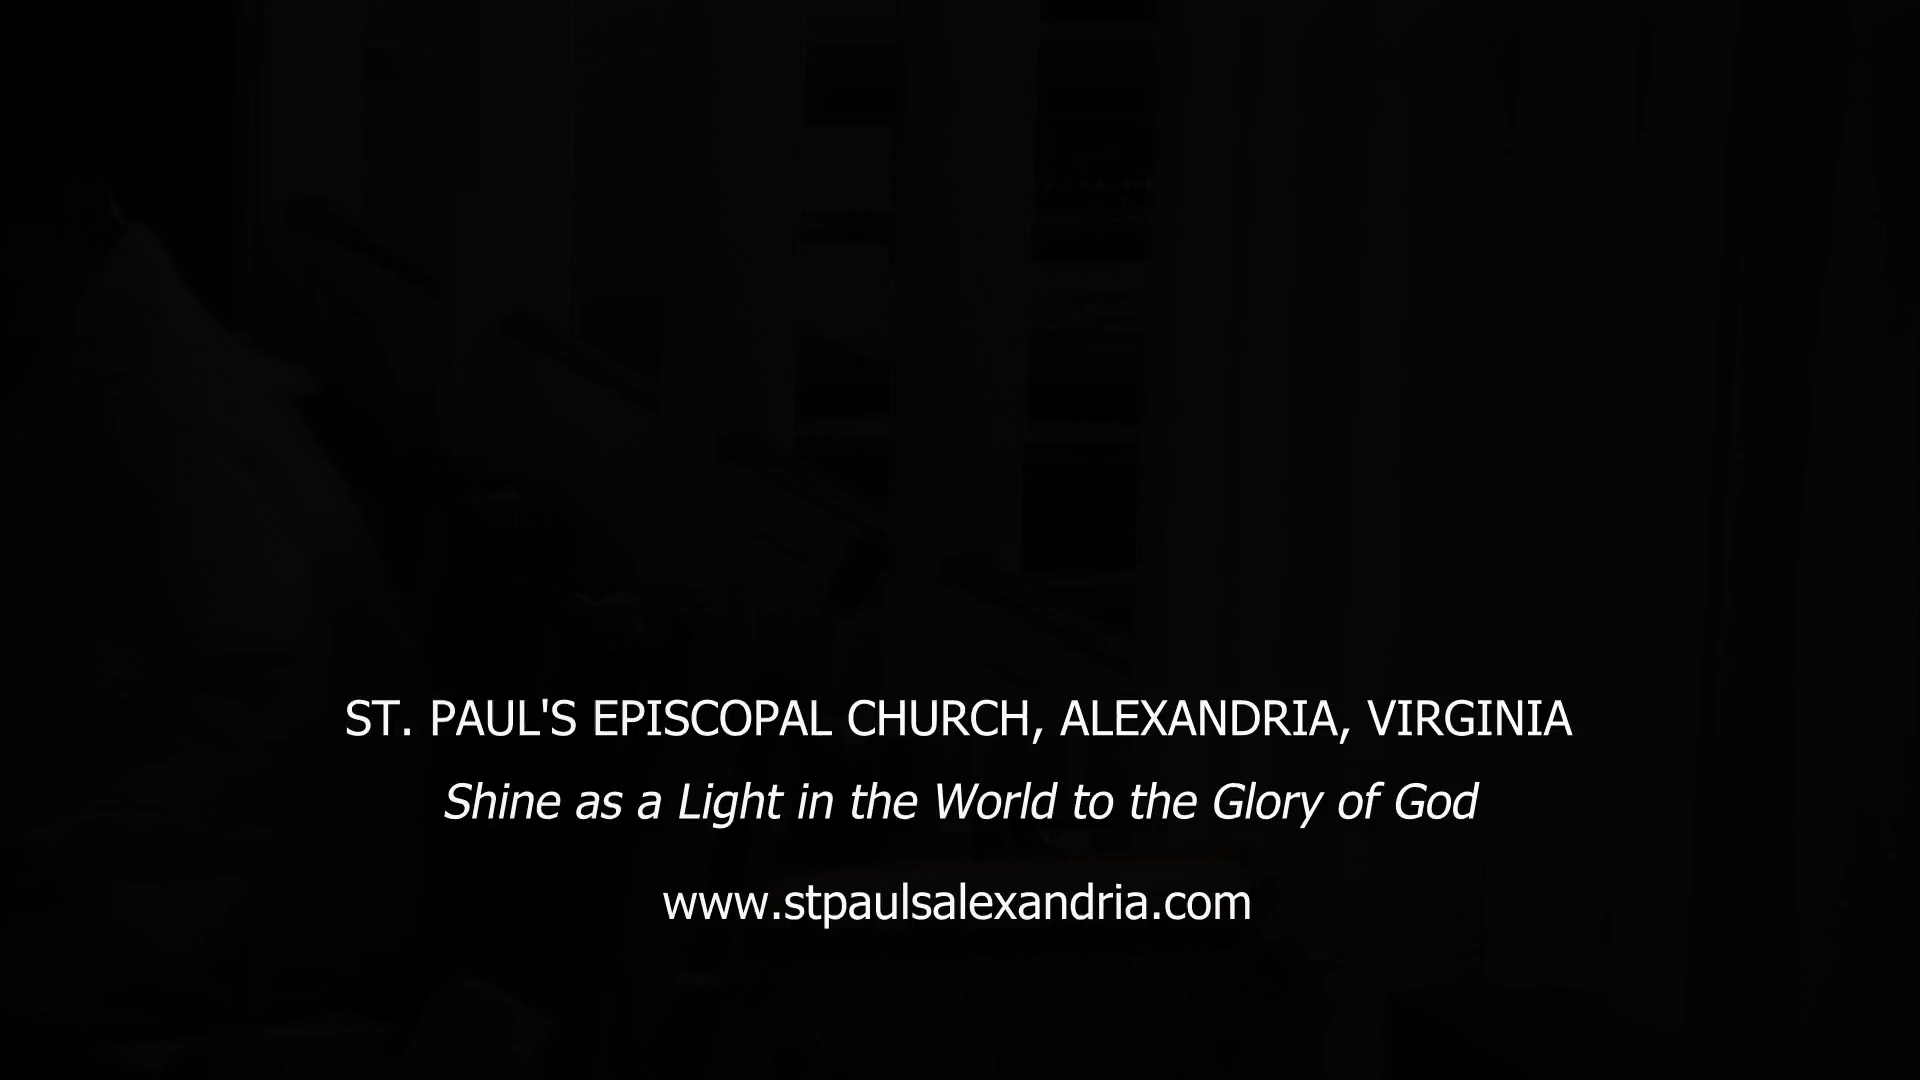 ST. PAUL'S EPISCOPAL CHURCH, ALEXANDRIA, VIRGINIA
Shine as a Light in the World to the Glory of God
www.stpaulsalexandria.com